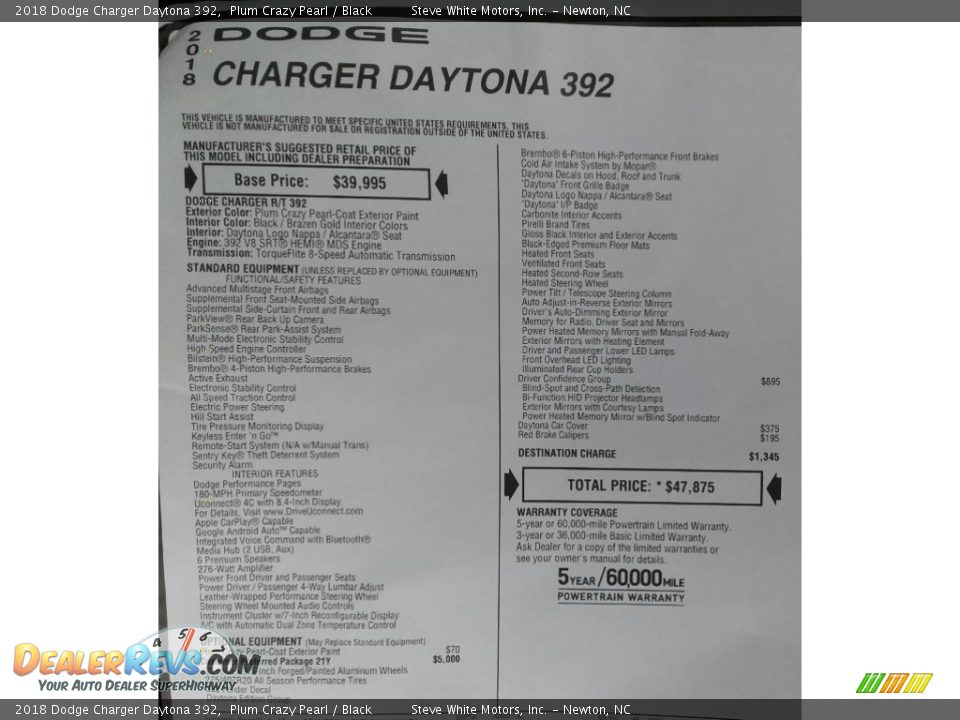 2018 Dodge Charger Daytona 392, Plum Crazy Pearl / Black Steve White Motors, Inc. - Newton, NC
2018
DODGE
CHARGER DAYTONA 392
THIS VEHICLE IS MANUFACTURED TO MEET SPECIFIC UNITED STATES REQUIREMENTS. THIS
VEHICLE IS NOT MANUFACTURED FOR SALE OR REGISTRATION OUTSIDE OF THE UNITED STATES.
MANUFACTURER'S SUGGESTED RETAIL PRICE OF
THIS MODEL INCLUDING DEALER PREPARATION
Base Price: $39,995
DODGE CHARGER R/T 392
Exterior Color: Plum Crazy Pearl-Coat Exterior Paint
Interior Color: Black / Brazen Gold Interior Colors
Interior: Daytona Logo Nappa / Alcantara® Seat
Engine: 392 V8 SRT® HEMI® MDS Engine
Transmission: TorqueFlite 8-Speed Automatic Transmission
STANDARD EQUIPMENT (UNLESS REPLACED BY OPTIONAL EQUIPMENT)
FUNCTIONAL/SAFETY FEATURES
Advanced Multistage Front Airbags
Supplemental Front Seat-Mounted Side Airbags
Supplemental Side-Curtain Front and Rear Airbags
ParkView® Rear Back Up Camera
ParkSense® Rear Park-Assist System
Multi-Mode Electronic Stability Control
High Speed Engine Controller
Bilstein® High-Performance Suspension
Brembo® 4-Piston High-Performance Brakes
Active Exhaust
Electronic Stability Control
All Speed Traction Control
Electric Power Steering
Hill Start Assist
Tire Pressure Monitoring Display
Keyless Enter 'n Go™
Remote-Start System (N/A w/Manual Trans)
Sentry Key® Theft Deterrent System
Security Alarm
INTERIOR FEATURES
Dodge Performance Pages
180-MPH Primary Speedometer
Uconnect® 4C with 8.4-Inch Display
For Details, Visit www.DriveUconnect.com
Apple CarPlay® Capable
Google Android Auto™ Capable
Integrated Voice Command with Bluetooth®
Media Hub (2 USB, Aux)
6 Premium Speakers
276-Watt Amplifier
Power Front Driver and Passenger Seats
Power Driver / Passenger 4-Way Lumbar Adjust
Leather-Wrapped Performance Steering Wheel
Steering Wheel Mounted Audio Controls
Instrument Cluster w/7-Inch Reconfigurable Display
A/C with Automatic Dual Zone Temperature Control
OPTIONAL EQUIPMENT (May Replace Standard Equipment)
Pearl-Coat Exterior Paint $70
Preferred Package 21Y $5,000
Inch Forged/Painted Aluminum Wheels
All Season Performance Tires
Decal
Daytona Edition Group
Brembo® 6-Piston High-Performance Front Brakes
Cold Air Intake System by Mopar®
Daytona Decals on Hood, Roof and Trunk
"Daytona" Front Grille Badge
Daytona Logo Nappa / Alcantara® Seat
"Daytona" I/P Badge
Carbonite Interior Accents
Pirelli Brand Tires
Gloss Black Interior and Exterior Accents
Black-Edged Premium Floor Mats
Heated Front Seats
Ventilated Front Seats
Heated Second-Row Seats
Heated Steering Wheel
Power Tilt / Telescope Steering Column
Auto Adjust-in-Reverse Exterior Mirrors
Driver's Auto-Dimming Exterior Mirror
Memory for Radio, Driver Seat and Mirrors
Power Heated Memory Mirrors with Manual Fold-Away
Exterior Mirrors with Heating Element
Driver and Passenger Lower LED Lamps
Front Overhead LED Lighting
Illuminated Rear Cup Holders
Driver Confidence Group $895
Blind-Spot and Cross-Path Detection
Bi-Function HID Projector Headlamps
Exterior Mirrors with Courtesy Lamps
Power Heated Memory Mirror w/Blind Spot Indicator
Daytona Car Cover $375
Red Brake Calipers $195
DESTINATION CHARGE $1,345
TOTAL PRICE: * $47,875
WARRANTY COVERAGE
5-year or 60,000-mile Powertrain Limited Warranty.
3-year or 36,000-mile Basic Limited Warranty.
Ask Dealer for a copy of the limited warranties or
see your owner's manual for details.
5YEAR/60,000MILE
POWERTRAIN WARRANTY
4 5 6 7
DEALERREVS.COM
YOUR AUTO DEALER SUPERHIGHWAY
2018 Dodge Charger Daytona 392, Plum Crazy Pearl / Black Steve White Motors, Inc. - Newton, NC